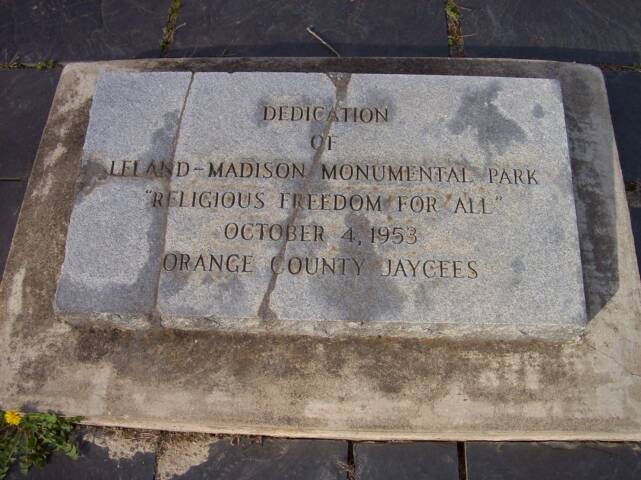 DEDICATION
OF
LELAND-MADISON MONUMENTAL PARK
"RELIGIOUS FREEDOM FOR ALL"
OCTOBER 4, 1953
ORANGE COUNTY JAYCEES